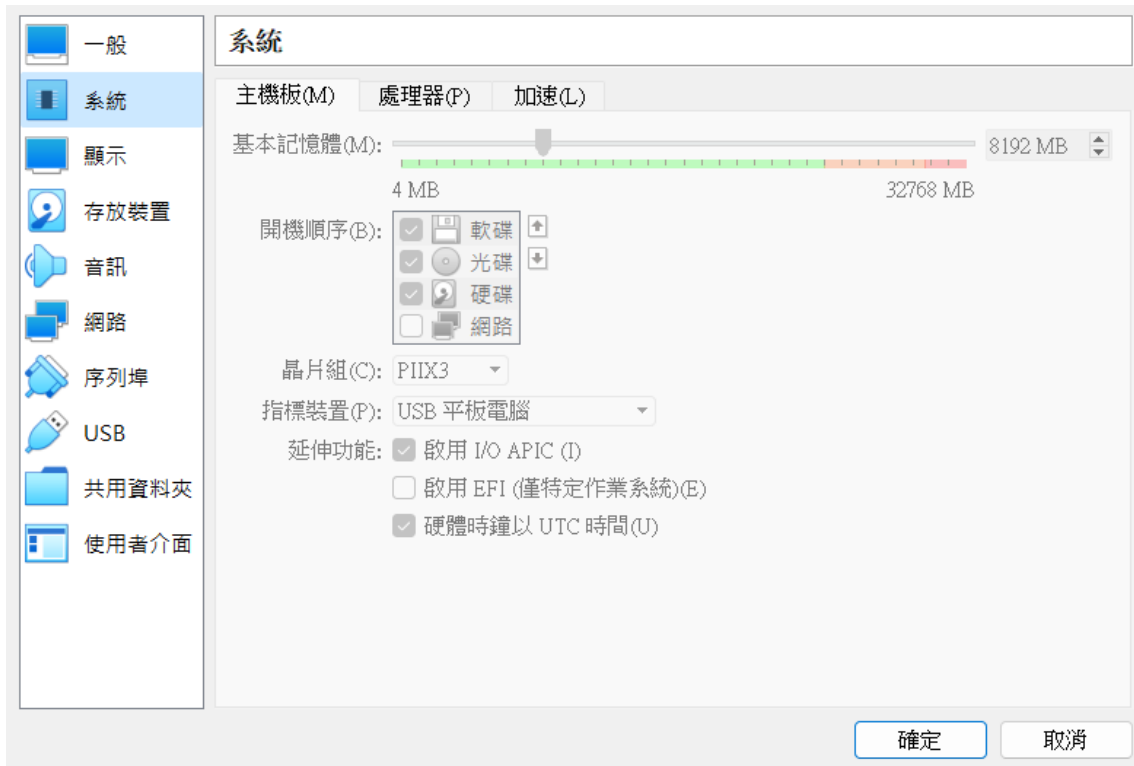 一般
系統
顯示
存放裝置
音訊
網路
序列埠
USB
共用資料夾
使用者介面
系統
主機板(M) 處理器(P) 加速(L)
基本記憶體(M): 8192 MB
4 MB 32768 MB
開機順序(B): 軟碟
光碟
硬碟
網路
晶片組(C): PIIX3
指標裝置(P): USB 平板電腦
延伸功能: 啟用 I/O APIC (I)
啟用 EFI (僅特定作業系統)(E)
硬體時鐘以 UTC 時間(U)
確定 取消